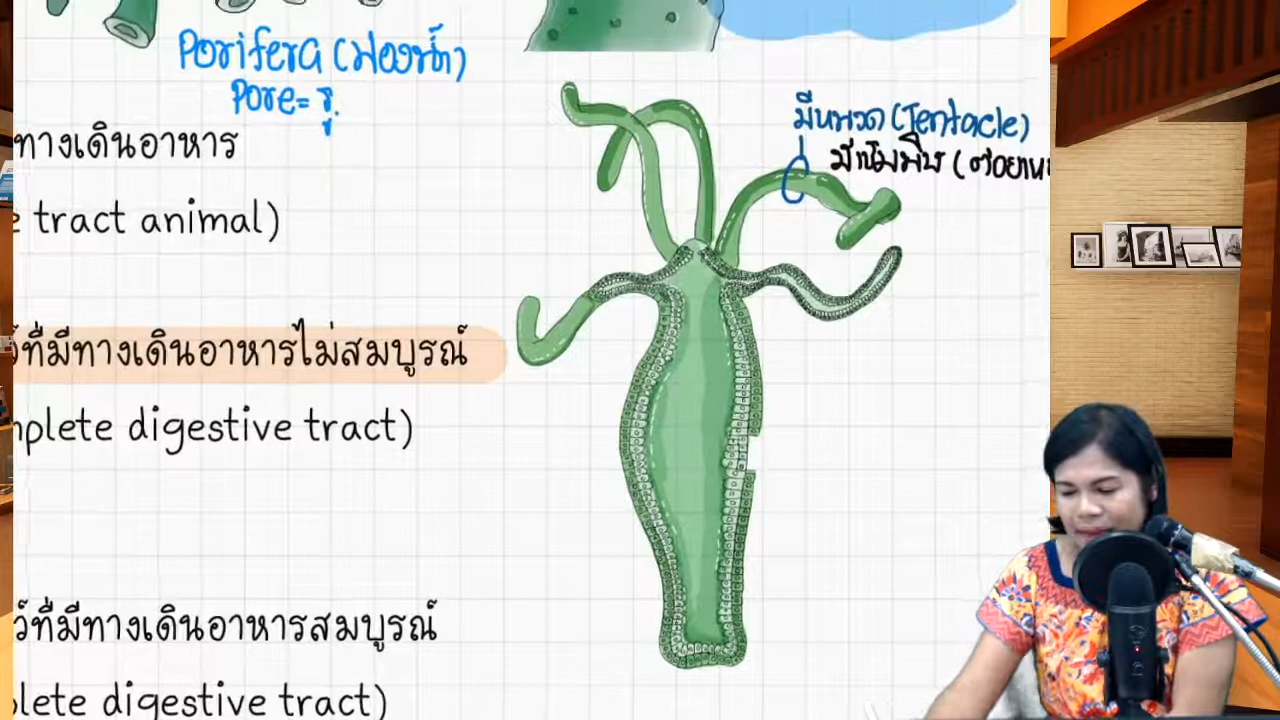 Porifera (ฟองน้ำ)
Pore = รู
ทางเดินอาหาร
e tract animal)
ที่มีทางเดินอาหารไม่สมบูรณ์
plete digestive tract)
ที่มีทางเดินอาหารสมบูรณ์
lete digestive tract)
มีหนวด (Tentacle)
มีเข็มพิษ (